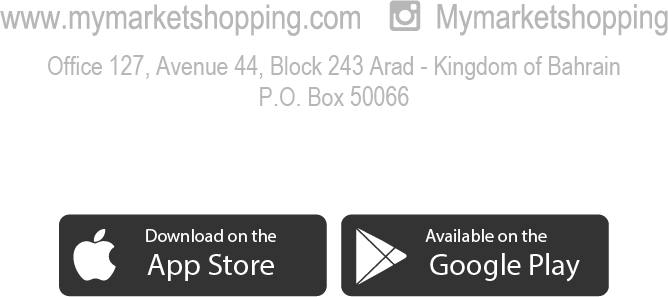 www.mymarketshopping.com Mymarketshopping
Office 127, Avenue 44, Block 243 Arad - Kingdom of Bahrain
P.O. Box 50066
Download on the
App Store
Available on the
Google Play